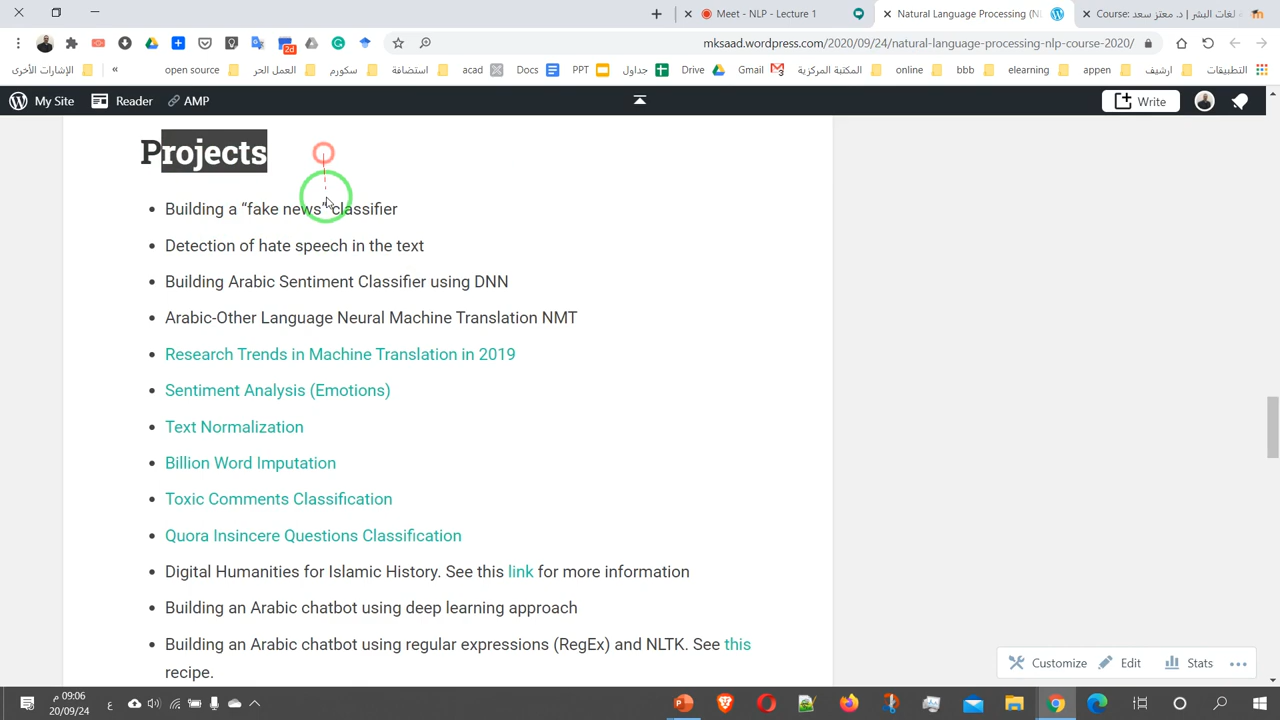 Meet - NLP - Lecture 1
Natural Language Processing (NL
Course: د. معتز سعد | لغات البشر
mksaad.wordpress.com/2020/09/24/natural-language-processing-nlp-course-2020/
2d
الإشارات الأخرى
«
open source
العمل الحر
سكورم
استضافة
acad
Docs
PPT
جداول
Drive
Gmail
المكتبة المركزية
online
bbb
elearning
appen
ارشيف
التطبيقات
My Site
Reader
AMP
Write
Projects
• Building a “fake news” classifier
• Detection of hate speech in the text
• Building Arabic Sentiment Classifier using DNN
• Arabic-Other Language Neural Machine Translation NMT
• Research Trends in Machine Translation in 2019
• Sentiment Analysis (Emotions)
• Text Normalization
• Billion Word Imputation
• Toxic Comments Classification
• Quora Insincere Questions Classification
• Digital Humanities for Islamic History. See this link for more information
• Building an Arabic chatbot using deep learning approach
• Building an Arabic chatbot using regular expressions (RegEx) and NLTK. See this
recipe.
Customize
Edit
Stats
ع
09:06 م
20/09/24